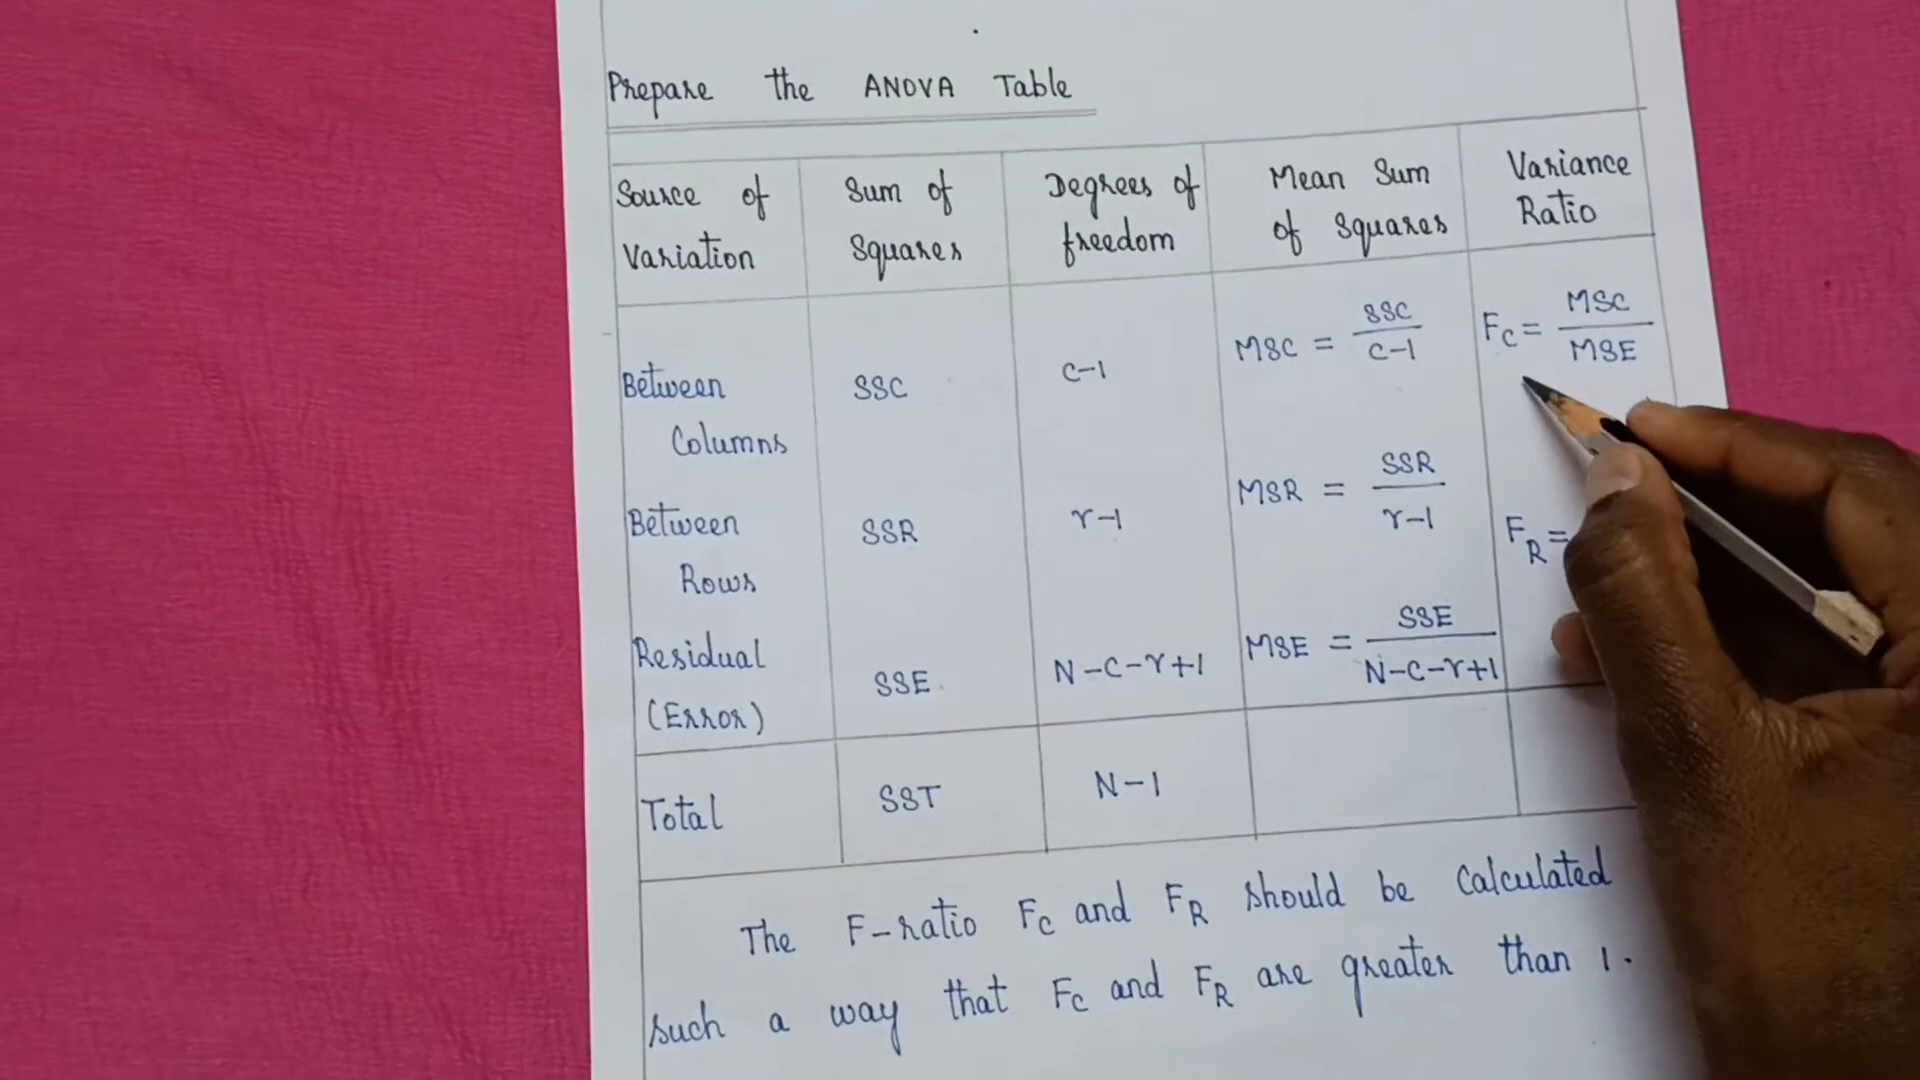 Prepare the ANOVA Table
Source of Variation | Sum of Squares | Degrees of freedom | Mean Sum of Squares | Variance Ratio
Between Columns | SSC | c-1 | MSC = SSC / c-1 | FC = MSC / MSE
Between Rows | SSR | r-1 | MSR = SSR / r-1 | FR =
Residual (Error) | SSE | N-c-r+1 | MSE = SSE / N-c-r+1
Total | SST | N-1
The F-ratio FC and FR should be calculated
such a way that FC and FR are greater than 1.